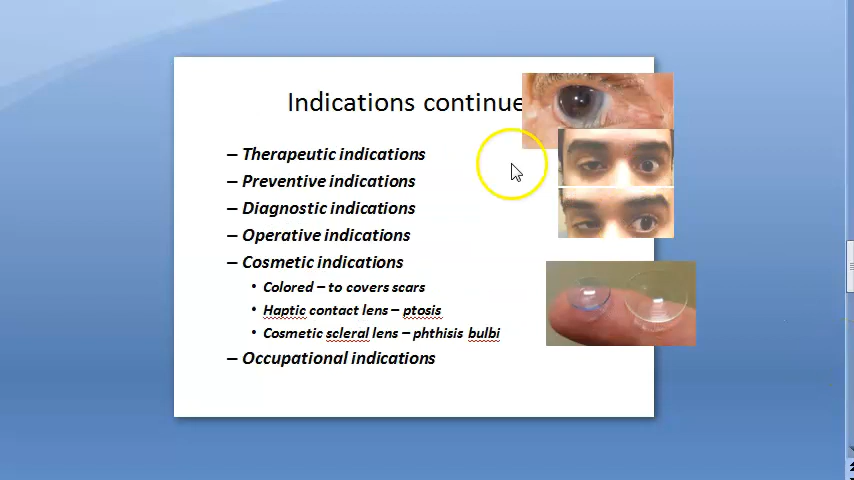 Indications continue
– Therapeutic indications
– Preventive indications
– Diagnostic indications
– Operative indications
– Cosmetic indications
• Colored – to covers scars
• Haptic contact lens – ptosis
• Cosmetic scleral lens – phthisis bulbi
– Occupational indications